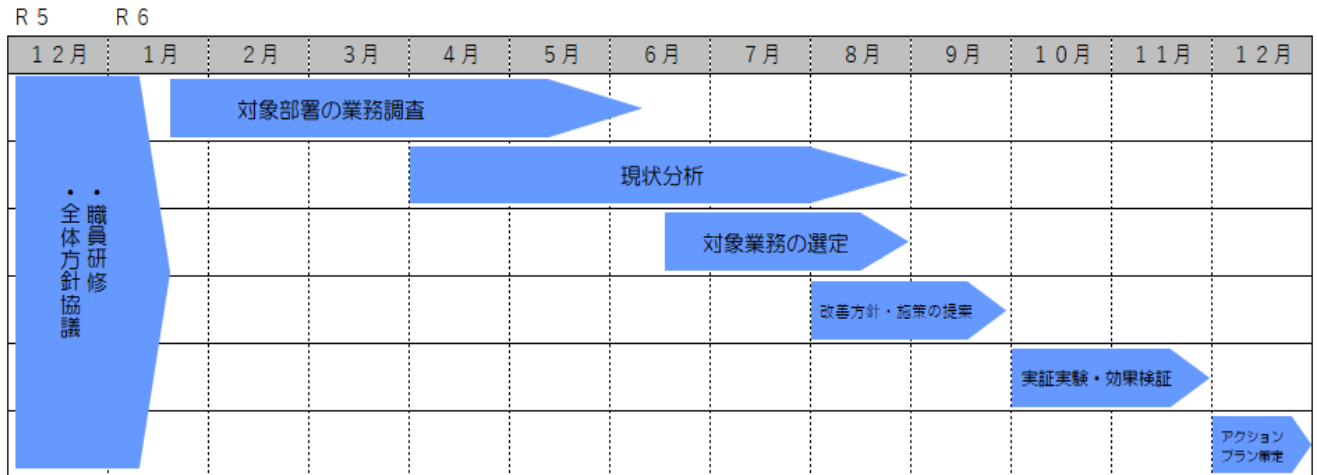 Ｒ５ Ｒ６
１２月 １月 ２月 ３月 ４月 ５月 ６月 ７月 ８月 ９月 １０月 １１月 １２月
・職員研修
・全体方針協議
対象部署の業務調査
現状分析
対象業務の選定
改善方針・施策の提案
実証実験・効果検証
アクション
プラン策定